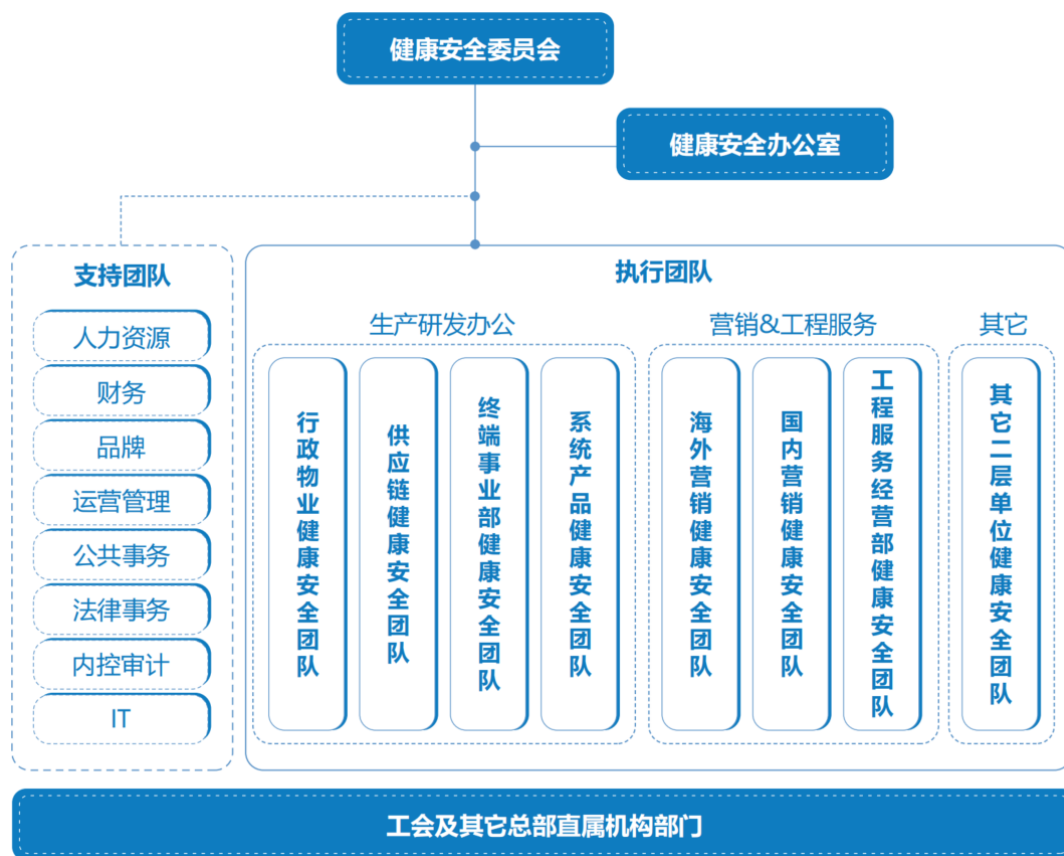 健康安全委员会
健康安全办公室
支持团队
人力资源
财务
品牌
运营管理
公共事务
法律事务
内控审计
IT
执行团队
生产研发办公
行政物业健康安全团队
供应链健康安全团队
终端事业部健康安全团队
系统产品健康安全团队
营销&工程服务
海外营销健康安全团队
国内营销健康安全团队
工程服务经营部健康安全团队
其它
其它二层单位健康安全团队
工会及其它总部直属机构部门